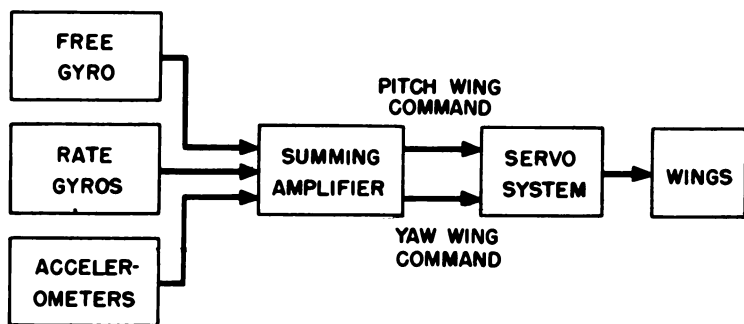 FREE
GYRO
RATE
GYROS
ACCELER-
OMETERS
SUMMING
AMPLIFIER
PITCH WING
COMMAND
YAW WING
COMMAND
SERVO
SYSTEM
WINGS